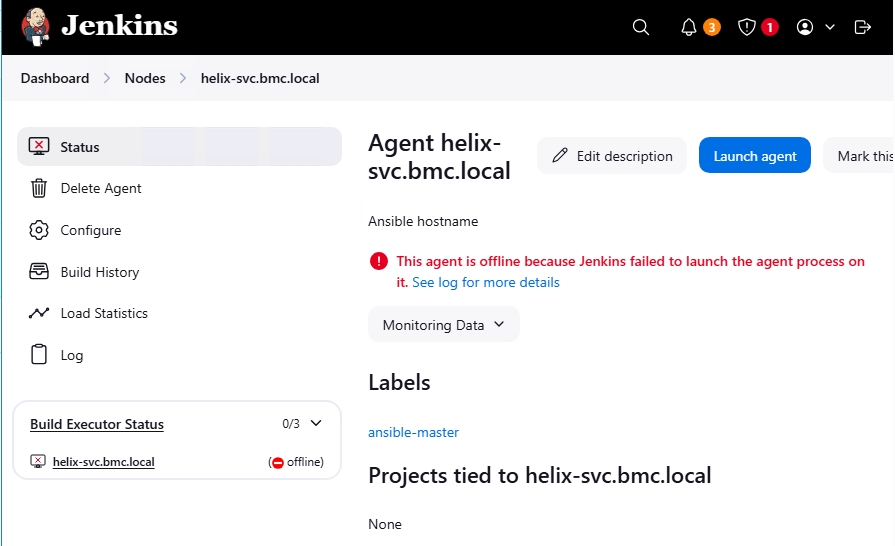 Jenkins
3
1
Dashboard > Nodes > helix-svc.bmc.local
Status
Delete Agent
Configure
Build History
Load Statistics
Log
Build Executor Status 0/3
helix-svc.bmc.local (offline)
Agent helix-
svc.bmc.local
Edit description
Launch agent
Mark this
Ansible hostname
This agent is offline because Jenkins failed to launch the agent process on
it. See log for more details
Monitoring Data
Labels
ansible-master
Projects tied to helix-svc.bmc.local
None